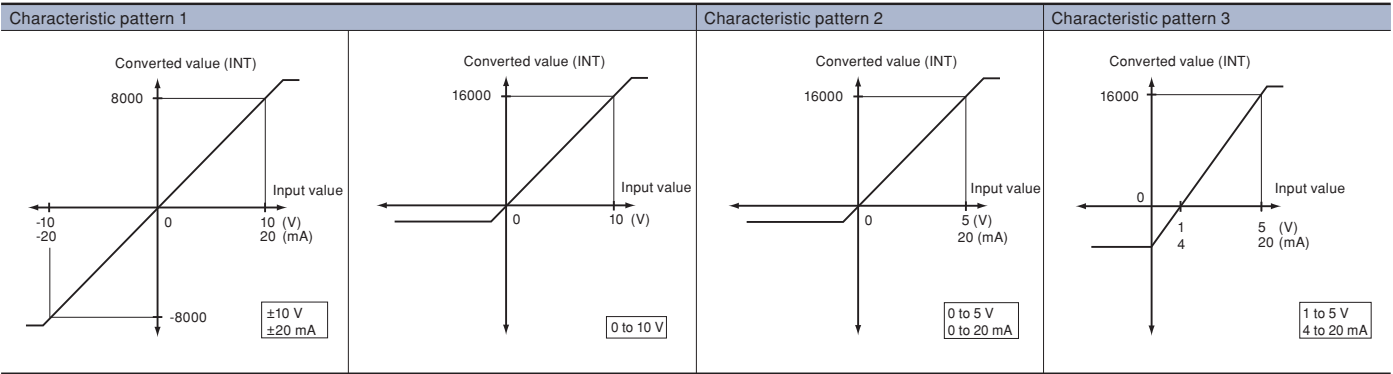 Characteristic pattern 1
Characteristic pattern 2
Characteristic pattern 3
Converted value (INT)
8000
Input value
-10
-20
0
10 (V)
20 (mA)
-8000
±10 V
±20 mA
Converted value (INT)
16000
Input value
0
10 (V)
0 to 10 V
Converted value (INT)
16000
Input value
0
5 (V)
20 (mA)
0 to 5 V
0 to 20 mA
Converted value (INT)
16000
0
Input value
1
4
5 (V)
20 (mA)
1 to 5 V
4 to 20 mA